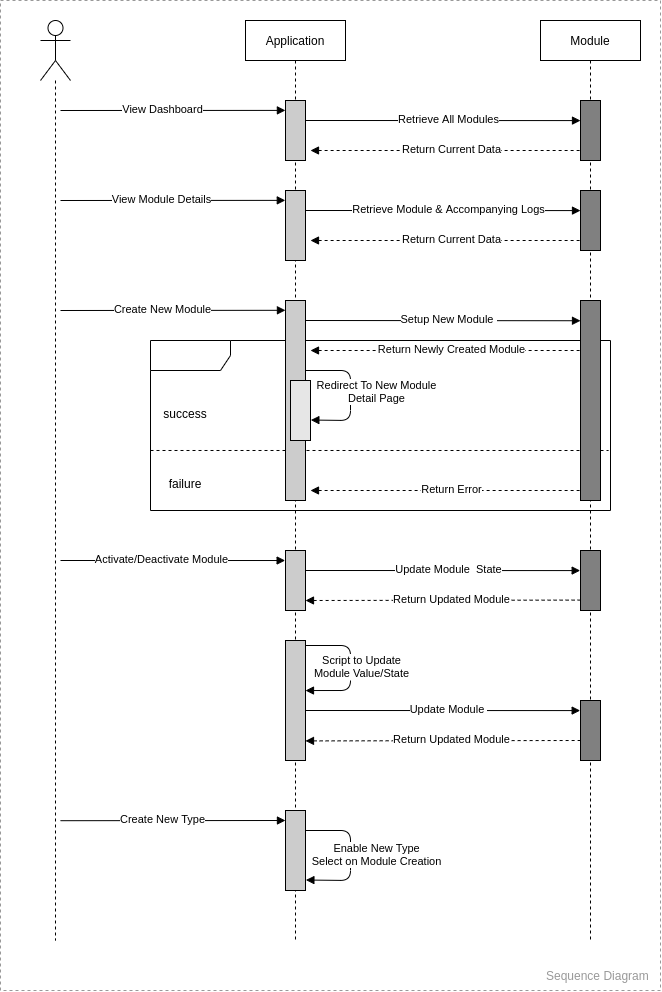 Application
Module
View Dashboard
Retrieve All Modules
Return Current Data
View Module Details
Retrieve Module & Accompanying Logs
Return Current Data
Create New Module
Setup New Module
Return Newly Created Module
Redirect To New Module
Detail Page
success
failure
Return Error
Activate/Deactivate Module
Update Module State
Return Updated Module
Script to Update
Module Value/State
Update Module
Return Updated Module
Create New Type
Enable New Type
Select on Module Creation
Sequence Diagram